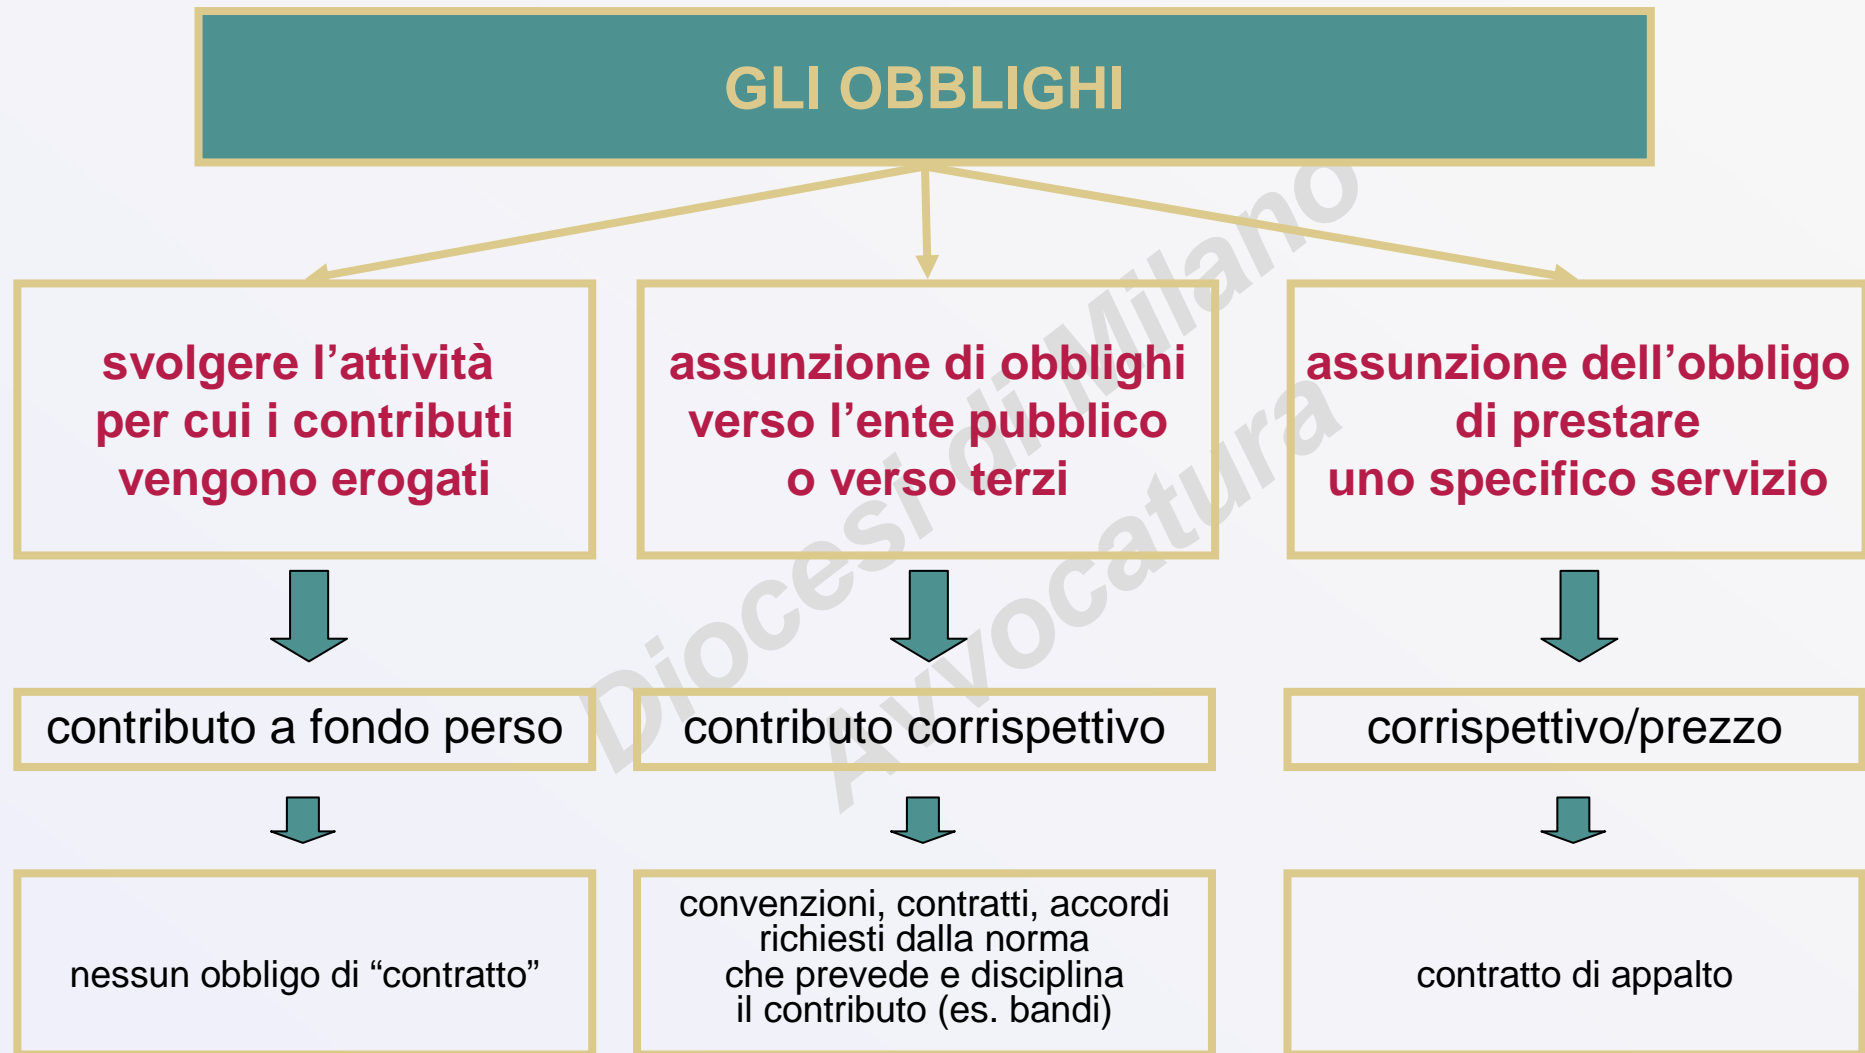 GLI OBBLIGHI
svolgere l’attività
per cui i contributi
vengono erogati
assunzione di obblighi
verso l’ente pubblico
o verso terzi
assunzione dell’obbligo
di prestare
uno specifico servizio
contributo a fondo perso
contributo corrispettivo
corrispettivo/prezzo
nessun obbligo di “contratto”
convenzioni, contratti, accordi
richiesti dalla norma
che prevede e disciplina
il contributo (es. bandi)
contratto di appalto
Diocesi di Milano
Avvocatura